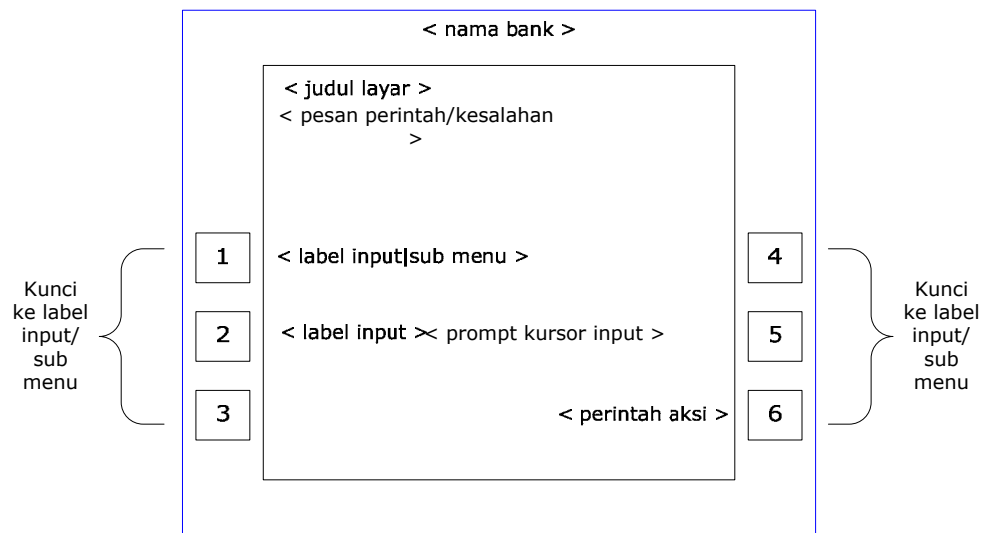 < nama bank >
< judul layar >
< pesan perintah/kesalahan
>
Kunci
ke label
input/
sub
menu
1
< label input|sub menu >
4
2
< label input >< prompt kursor input >
5
3
< perintah aksi >
6
Kunci
ke label
input/
sub
menu